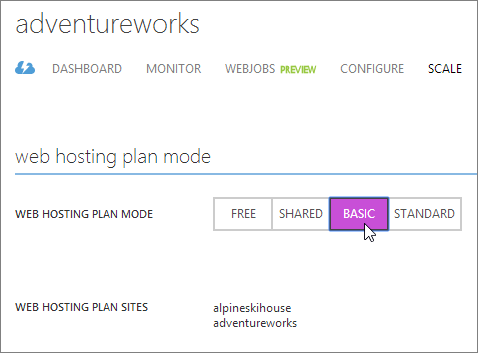 adventureworks
DASHBOARD MONITOR WEBJOBS PREVIEW CONFIGURE SCALE
web hosting plan mode
WEB HOSTING PLAN MODE FREE SHARED BASIC STANDARD
WEB HOSTING PLAN SITES alpineskihouse
adventureworks